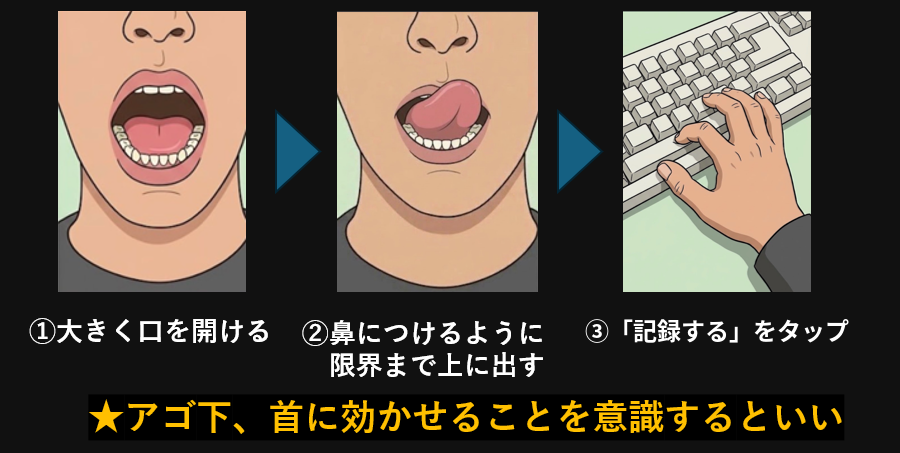 ①大きく口を開ける
②鼻につけるように
限界まで上に出す
③「記録する」をタップ
★アゴ下、首に効かせることを意識するといい